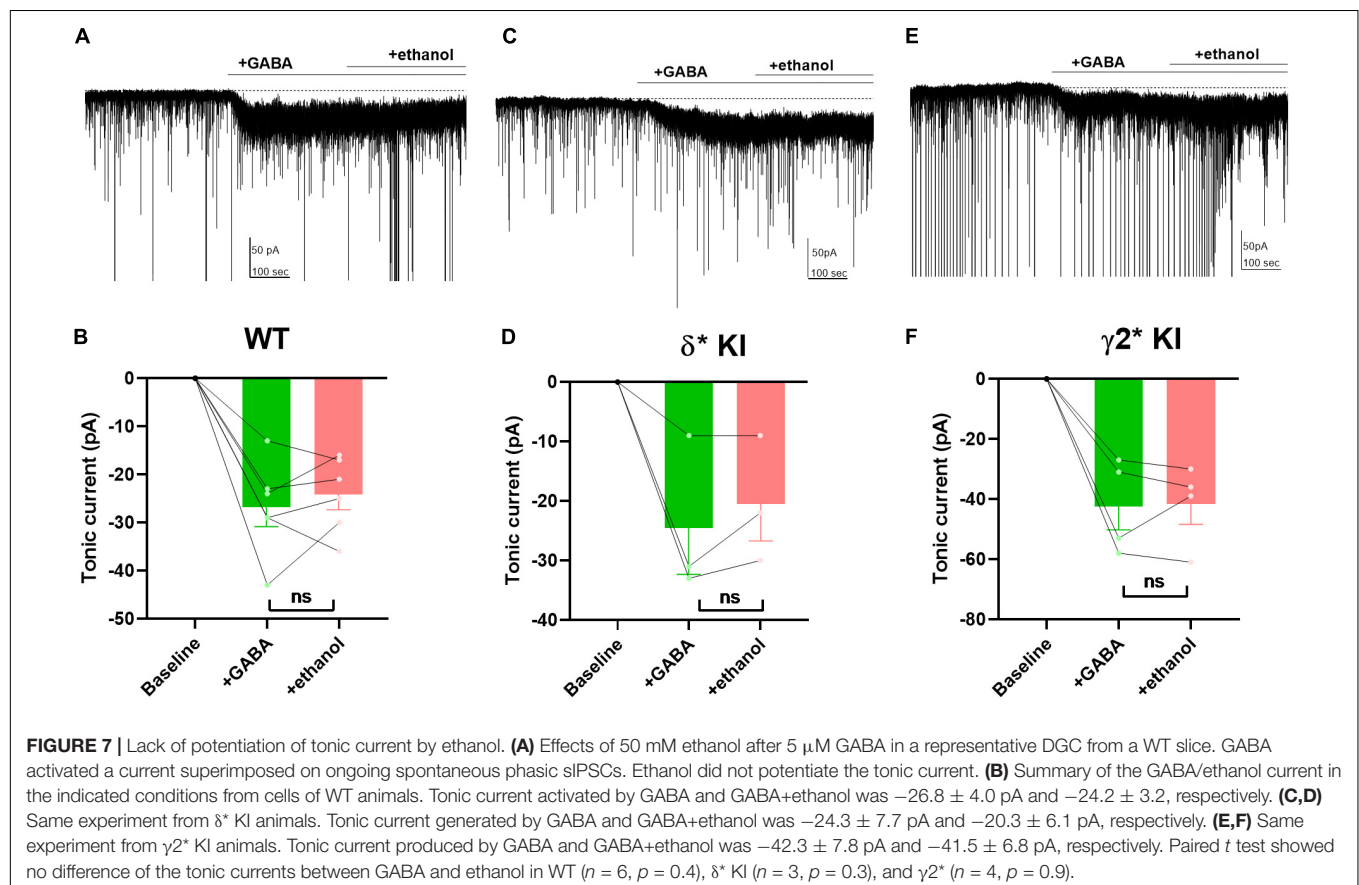 A
+GABA
+ethanol
50 pA
100 sec
C
+GABA
+ethanol
50pA
100 sec
E
+GABA
+ethanol
50pA
100 sec
B
WT
Tonic current (pA)
0
-10
-20
-30
-40
-50
ns
Baseline
+GABA
+ethanol
D
δ* KI
Tonic current (pA)
0
-10
-20
-30
-40
ns
Baseline
+GABA
+ethanol
F
γ2* KI
Tonic current (pA)
0
-20
-40
-60
-80
ns
Baseline
+GABA
+ethanol
FIGURE 7 | Lack of potentiation of tonic current by ethanol. (A) Effects of 50 mM ethanol after 5 μM GABA in a representative DGC from a WT slice. GABA
activated a current superimposed on ongoing spontaneous phasic sIPSCs. Ethanol did not potentiate the tonic current. (B) Summary of the GABA/ethanol current in
the indicated conditions from cells of WT animals. Tonic current activated by GABA and GABA+ethanol was −26.8 ± 4.0 pA and −24.2 ± 3.2, respectively. (C,D)
Same experiment from δ* KI animals. Tonic current generated by GABA and GABA+ethanol was −24.3 ± 7.7 pA and −20.3 ± 6.1 pA, respectively. (E,F) Same
experiment from γ2* KI animals. Tonic current produced by GABA and GABA+ethanol was −42.3 ± 7.8 pA and −41.5 ± 6.8 pA, respectively. Paired t test showed
no difference of the tonic currents between GABA and ethanol in WT (n = 6, p = 0.4), δ* KI (n = 3, p = 0.3), and γ2* (n = 4, p = 0.9).